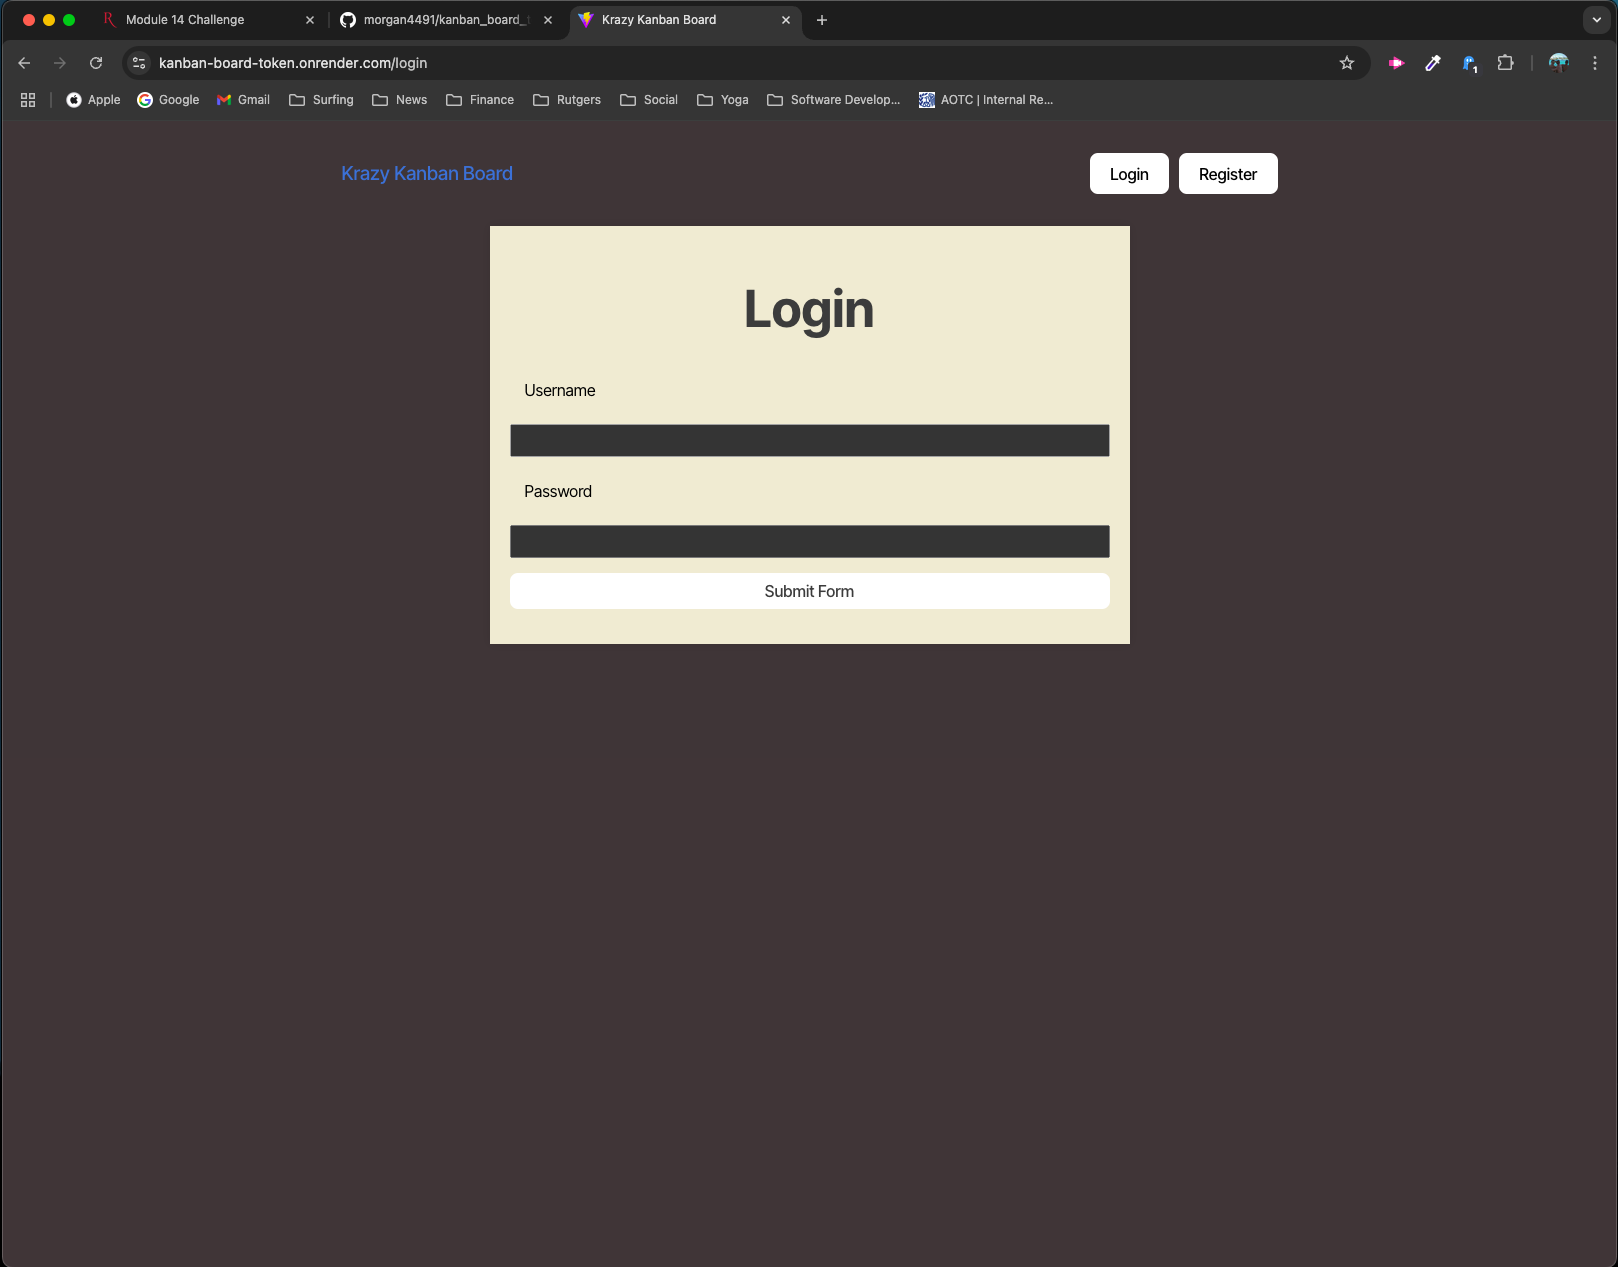 Module 14 Challenge
morgan4491/kanban_board_
Krazy Kanban Board
kanban-board-token.onrender.com/login
1
Apple
Google
Gmail
Surfing
News
Finance
Rutgers
Social
Yoga
Software Develop...
AOTC | Internal Re...
Krazy Kanban Board
Login
Register
Login
Username
Password
Submit Form